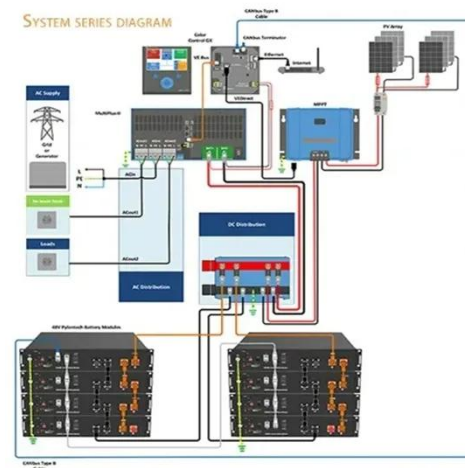 SYSTEM SERIES DIAGRAM
CANbus Type B
Cable
CANbus Terminator
Color
Control GX
VE Bus
Ethernet
Internet
PV Array
VE.Direct
MPPT
MultiPlus-II
AC Supply
Grid
or
Generator
L
PE
N
ACin
ACout1
Loads
ACout2
AC Distribution
DC Distribution
48V Pylontech Battery Modules
CANbus Type B